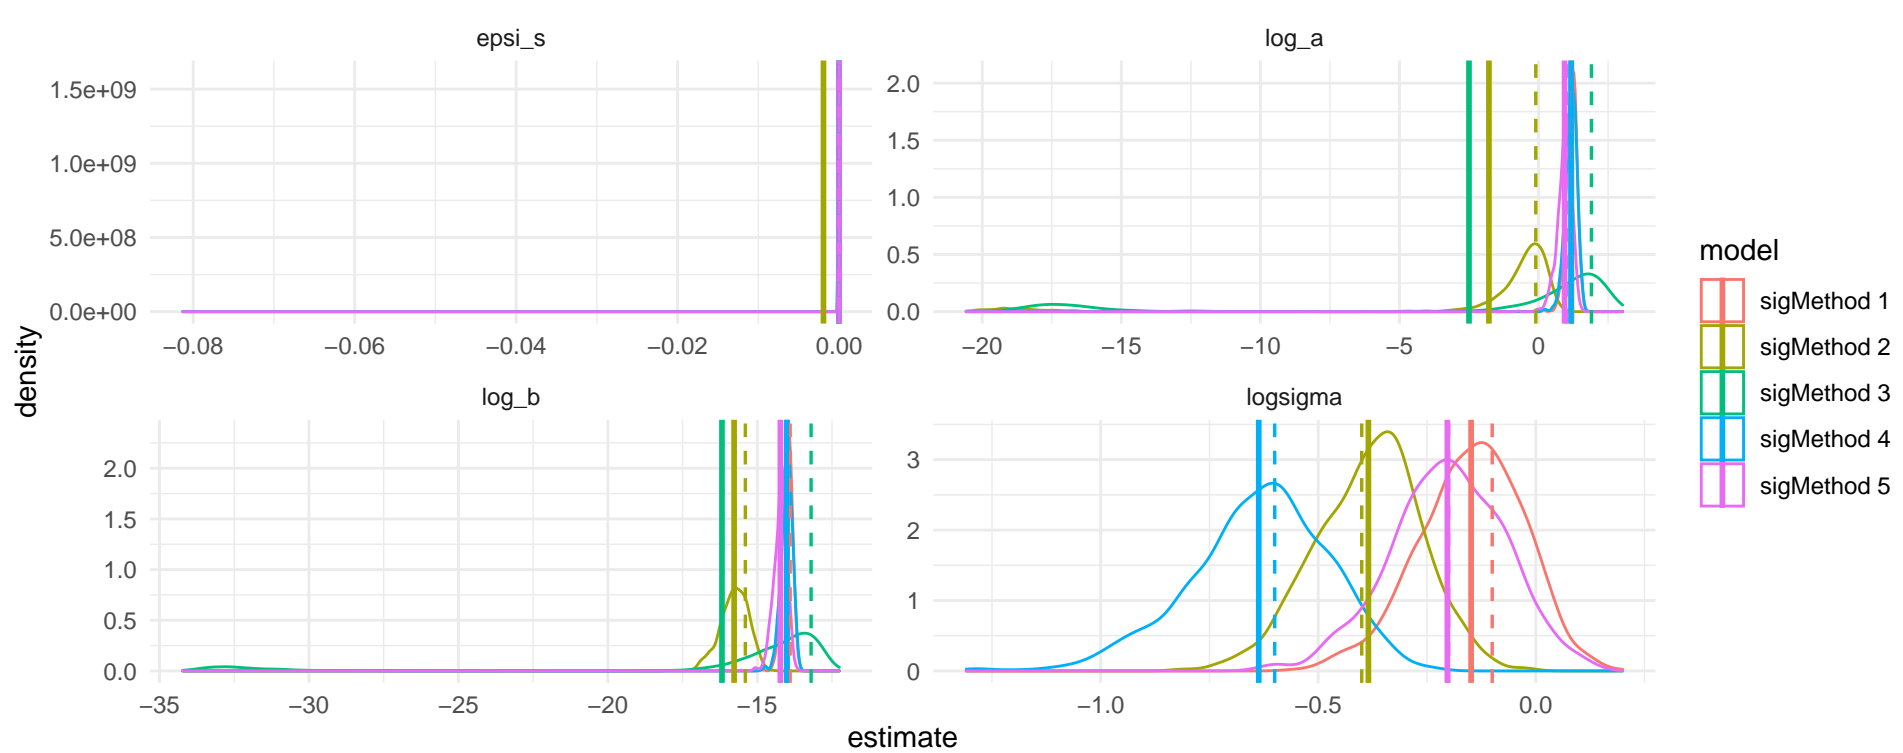 epsi_s
1.5e+09
1.0e+09
5.0e+08
0.0e+00
−0.08 −0.06 −0.04 −0.02 0.00
log_a
2.0
1.5
1.0
0.5
0.0
−20 −15 −10 −5 0
log_b
2.0
1.5
1.0
0.5
0.0
−35 −30 −25 −20 −15
logsigma
3
2
1
0
−1.0 −0.5 0.0
density
estimate
model
sigMethod 1
sigMethod 2
sigMethod 3
sigMethod 4
sigMethod 5